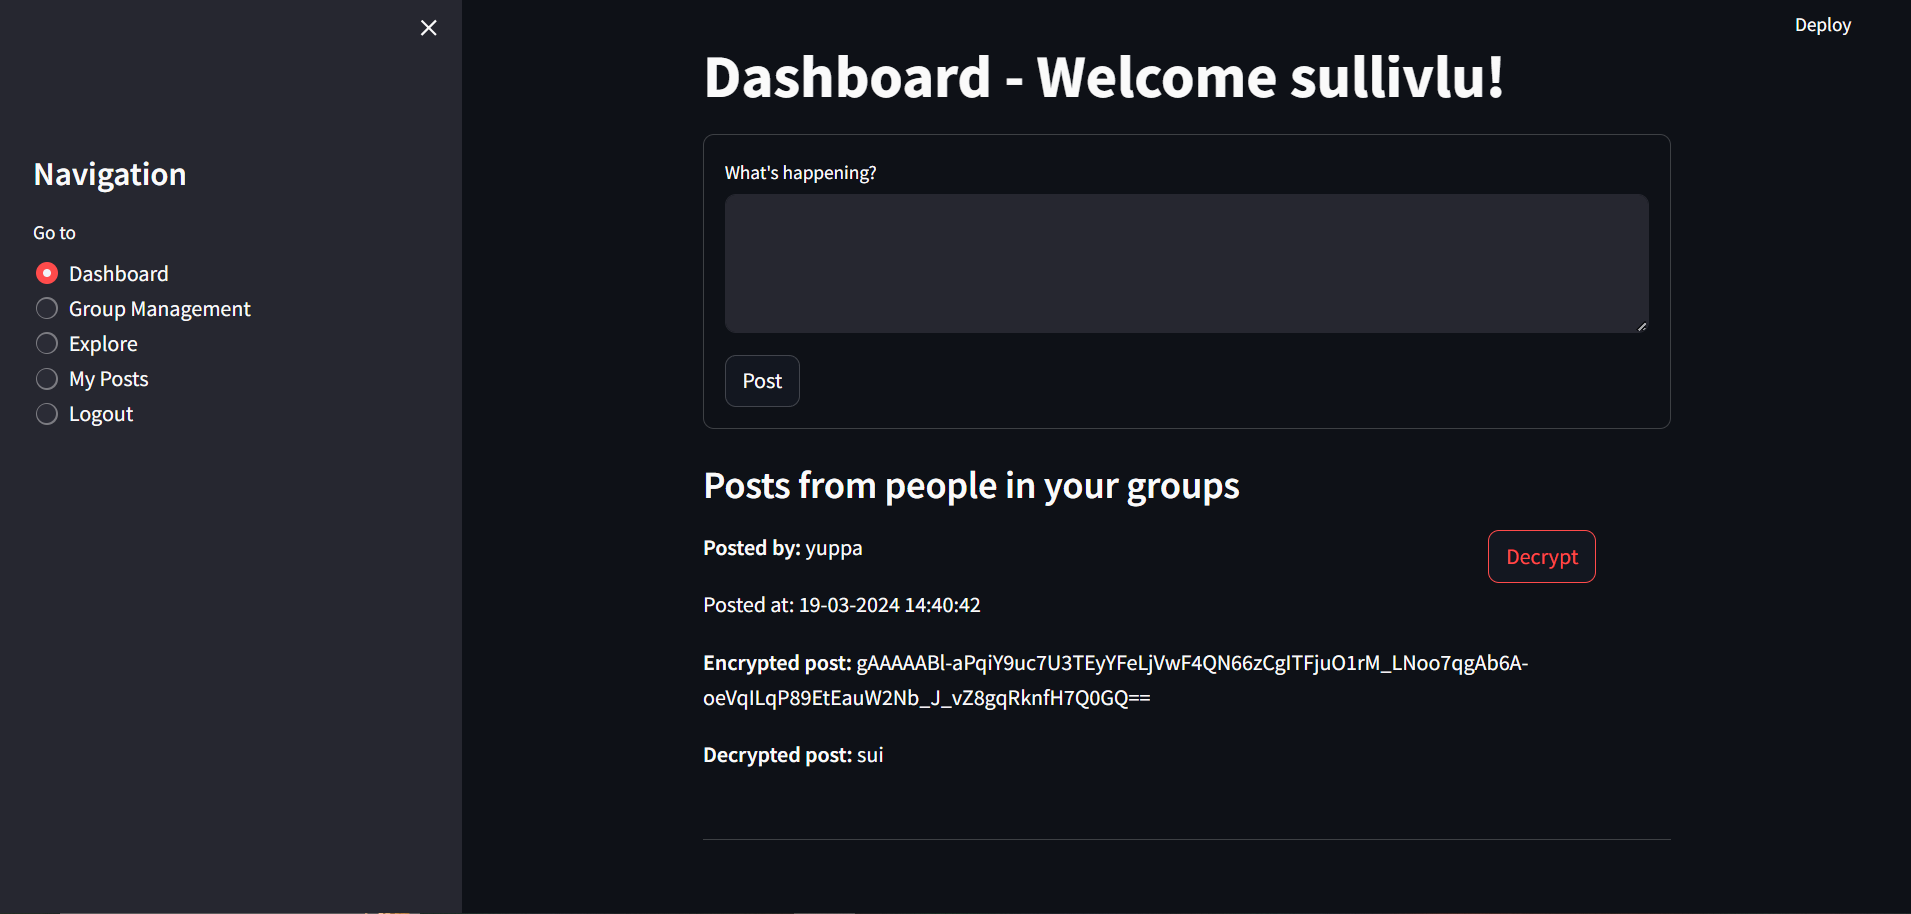 Deploy
Navigation
Go to
Dashboard
Group Management
Explore
My Posts
Logout
Dashboard - Welcome sullivlu!
What's happening?
Post
Posts from people in your groups
Posted by: yuppa
Decrypt
Posted at: 19-03-2024 14:40:42
Encrypted post: gAAAAABl-aPqiY9uc7U3TEyYFeLjVwF4QN66zCgITFjuO1rM_LNoo7qgAb6A-
oeVqILqP89EtEauW2Nb_J_vZ8gqRknfH7Q0GQ==
Decrypted post: sui